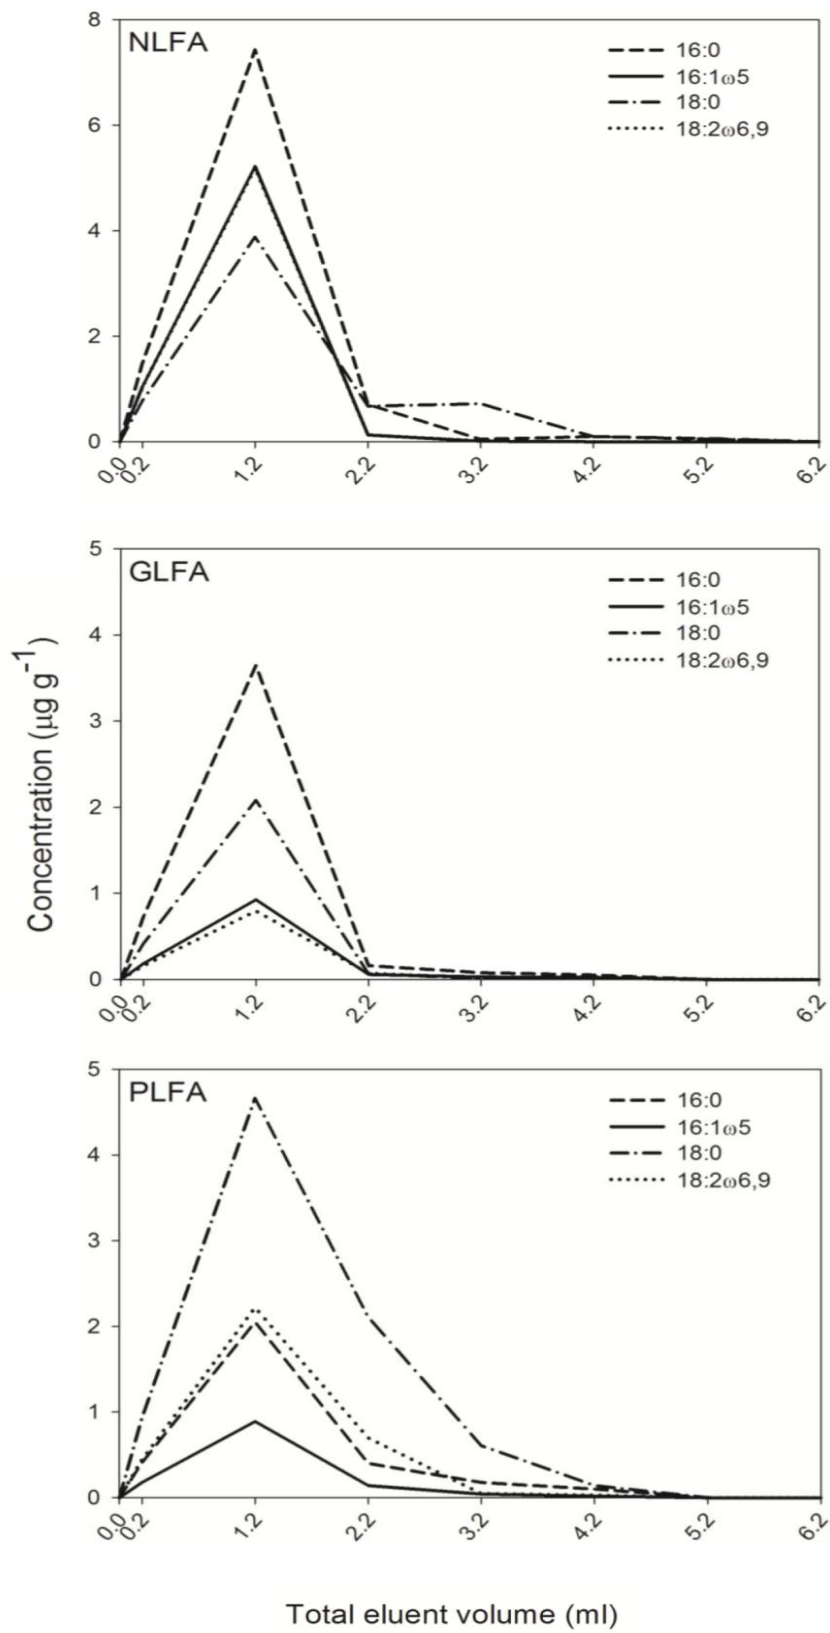 NLFA
16:0
16:1ω5
18:0
18:2ω6,9
8
6
4
2
0
0.0 0.2 1.2 2.2 3.2 4.2 5.2 6.2
GLFA
16:0
16:1ω5
18:0
18:2ω6,9
5
4
3
2
1
0
0.0 0.2 1.2 2.2 3.2 4.2 5.2 6.2
Concentration (μg g⁻¹)
PLFA
16:0
16:1ω5
18:0
18:2ω6,9
5
4
3
2
1
0
0.0 0.2 1.2 2.2 3.2 4.2 5.2 6.2
Total eluent volume (ml)